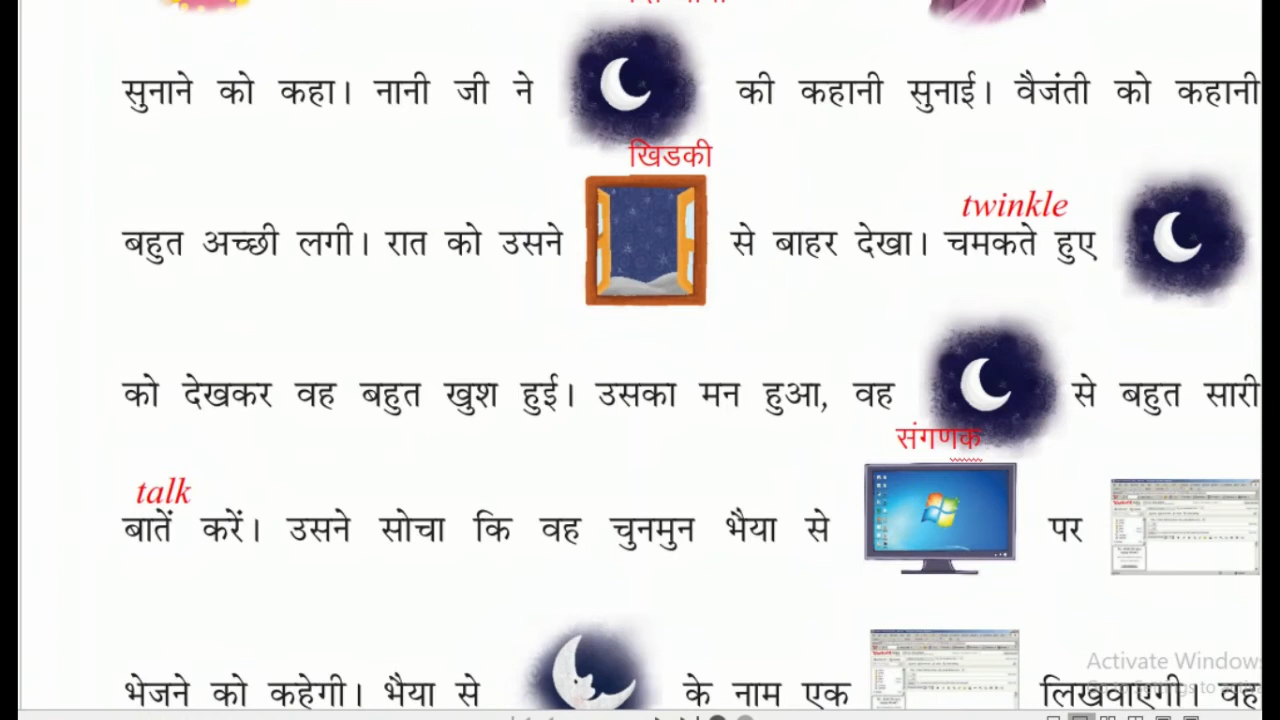 सुनाने को कहा। नानी जी ने की कहानी सुनाई। वैजंती को कहानी
खिडकी
twinkle
बहुत अच्छी लगी। रात को उसने से बाहर देखा। चमकते हुए
को देखकर वह बहुत खुश हुई। उसका मन हुआ, वह से बहुत सारी
संगणक
talk
बातें करें। उसने सोचा कि वह चुनमुन भैया से पर
भेजने को कहेगी। भैया से के नाम एक लिखवाएगी। वह
Activate Window